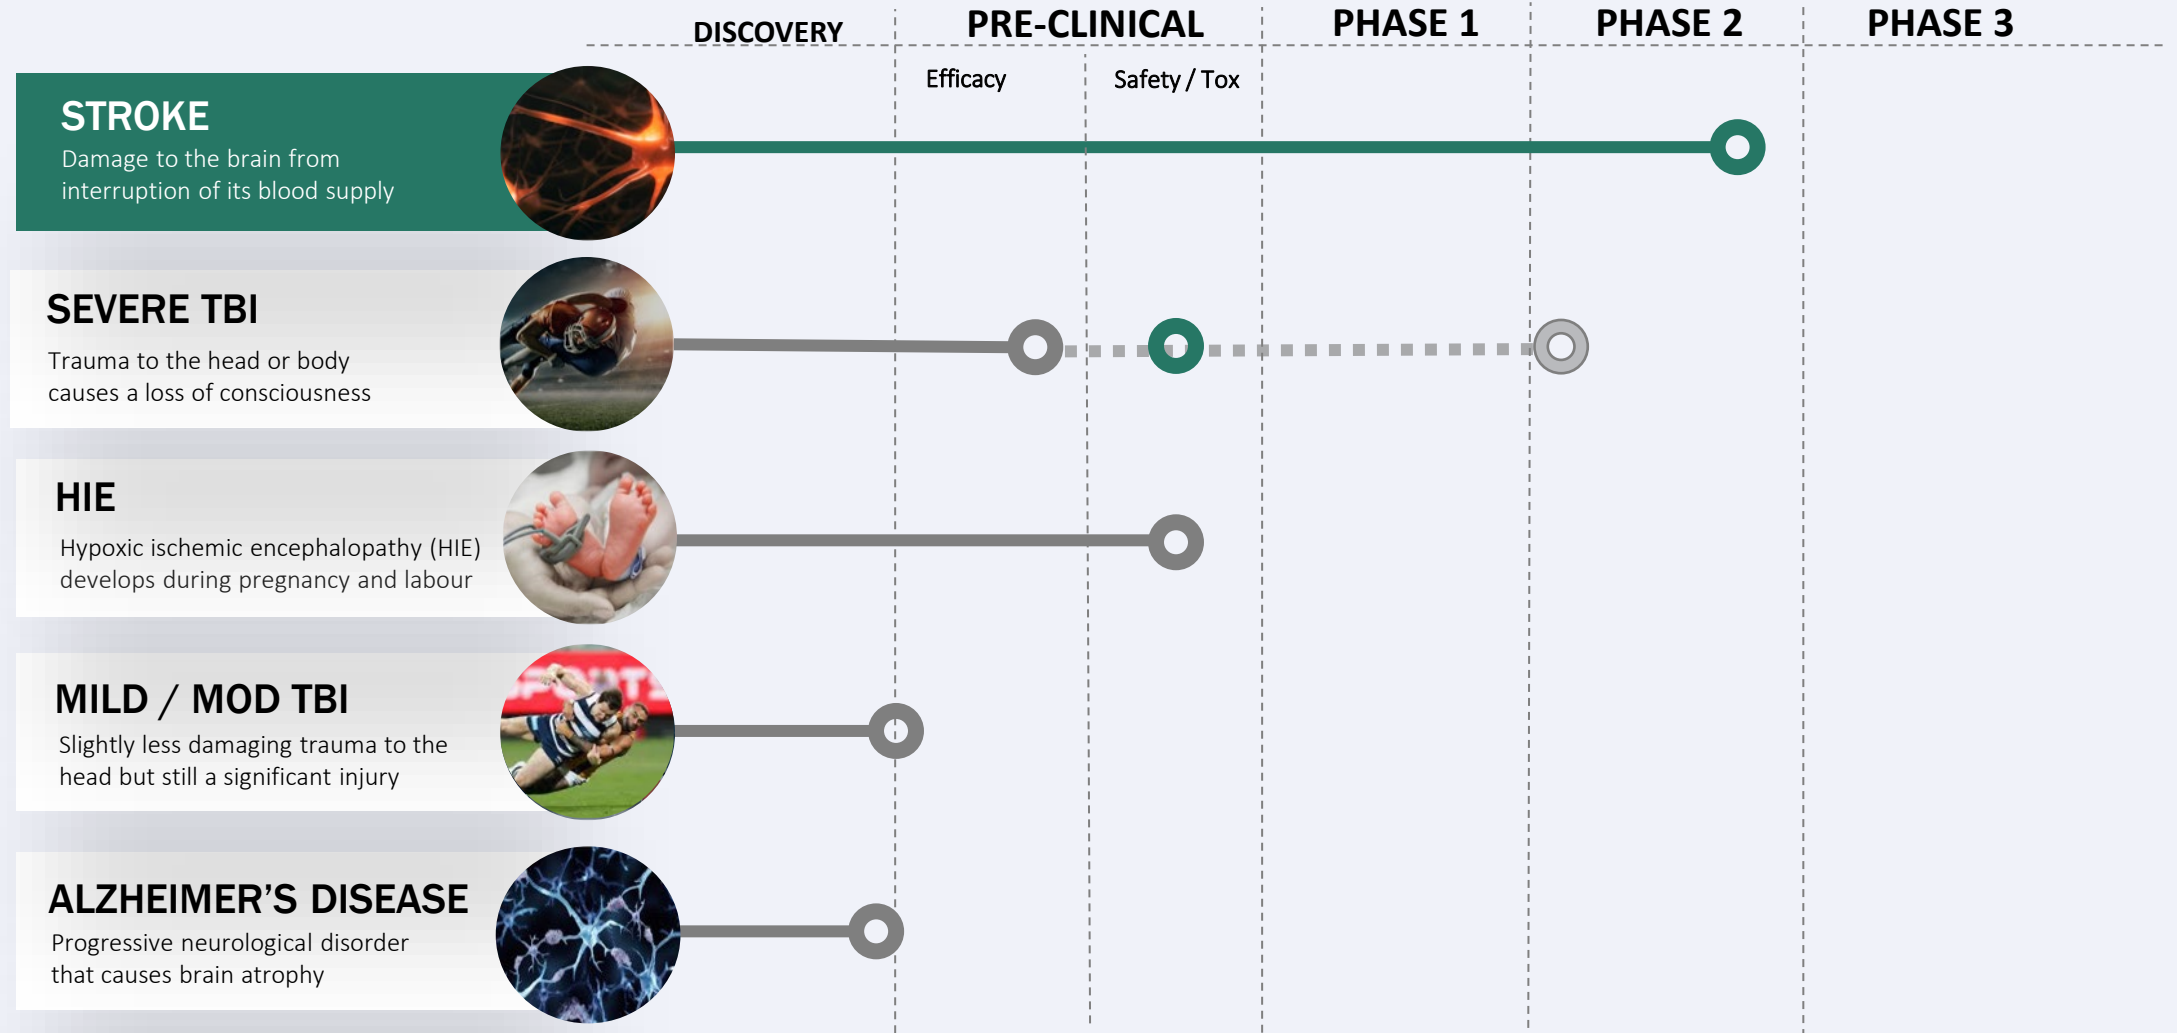 DISCOVERY
PRE-CLINICAL
PHASE 1
PHASE 2
PHASE 3
Efficacy
Safety / Tox
STROKE
Damage to the brain from
interruption of its blood supply
SEVERE TBI
Trauma to the head or body
causes a loss of consciousness
HIE
Hypoxic ischemic encephalopathy (HIE)
develops during pregnancy and labour
MILD / MOD TBI
Slightly less damaging trauma to the
head but still a significant injury
ALZHEIMER’S DISEASE
Progressive neurological disorder
that causes brain atrophy